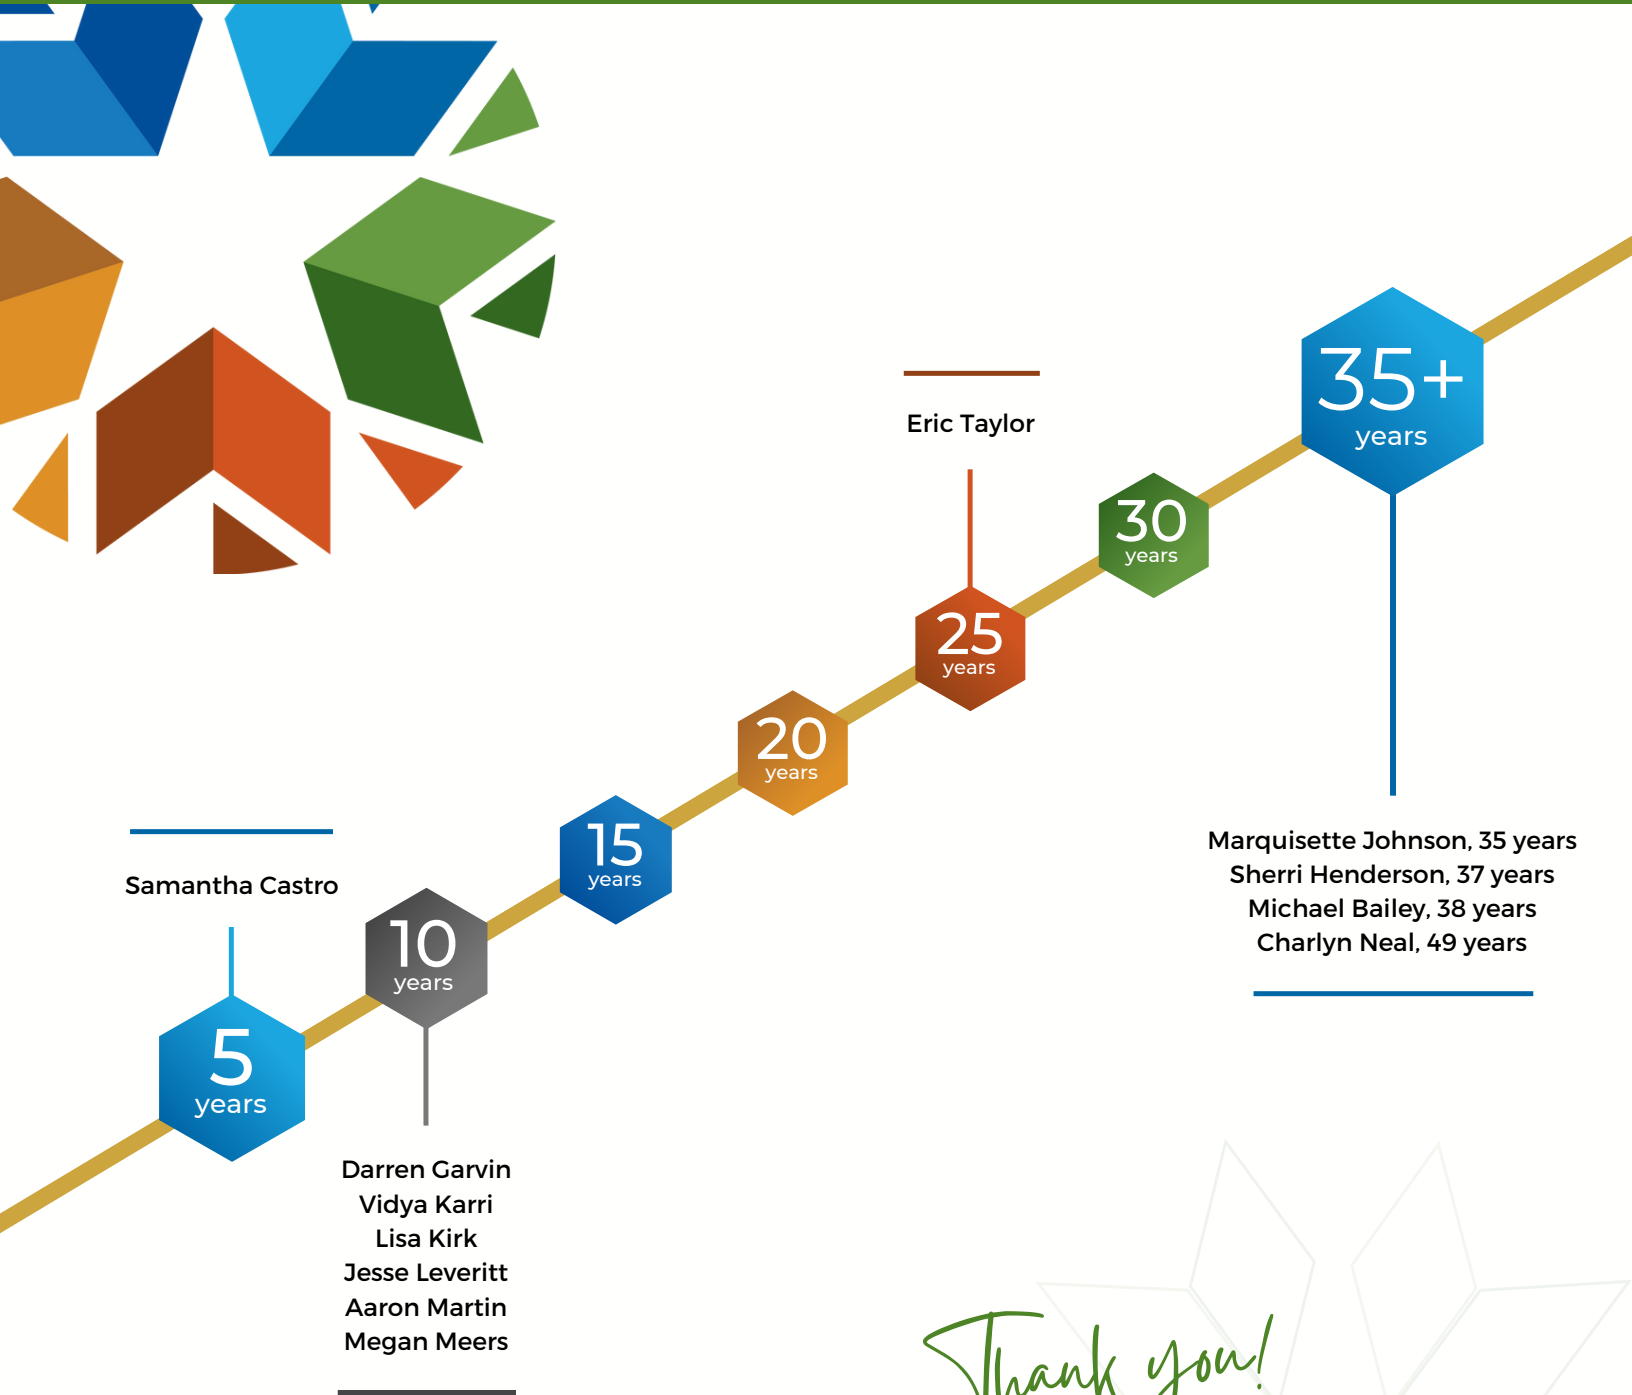 35+
years
Eric Taylor
30
years
25
years
20
years
15
years
Marquisette Johnson, 35 years
Sherri Henderson, 37 years
Michael Bailey, 38 years
Charlyn Neal, 49 years
Samantha Castro
10
years
5
years
Darren Garvin
Vidya Karri
Lisa Kirk
Jesse Leveritt
Aaron Martin
Megan Meers
Thank you!